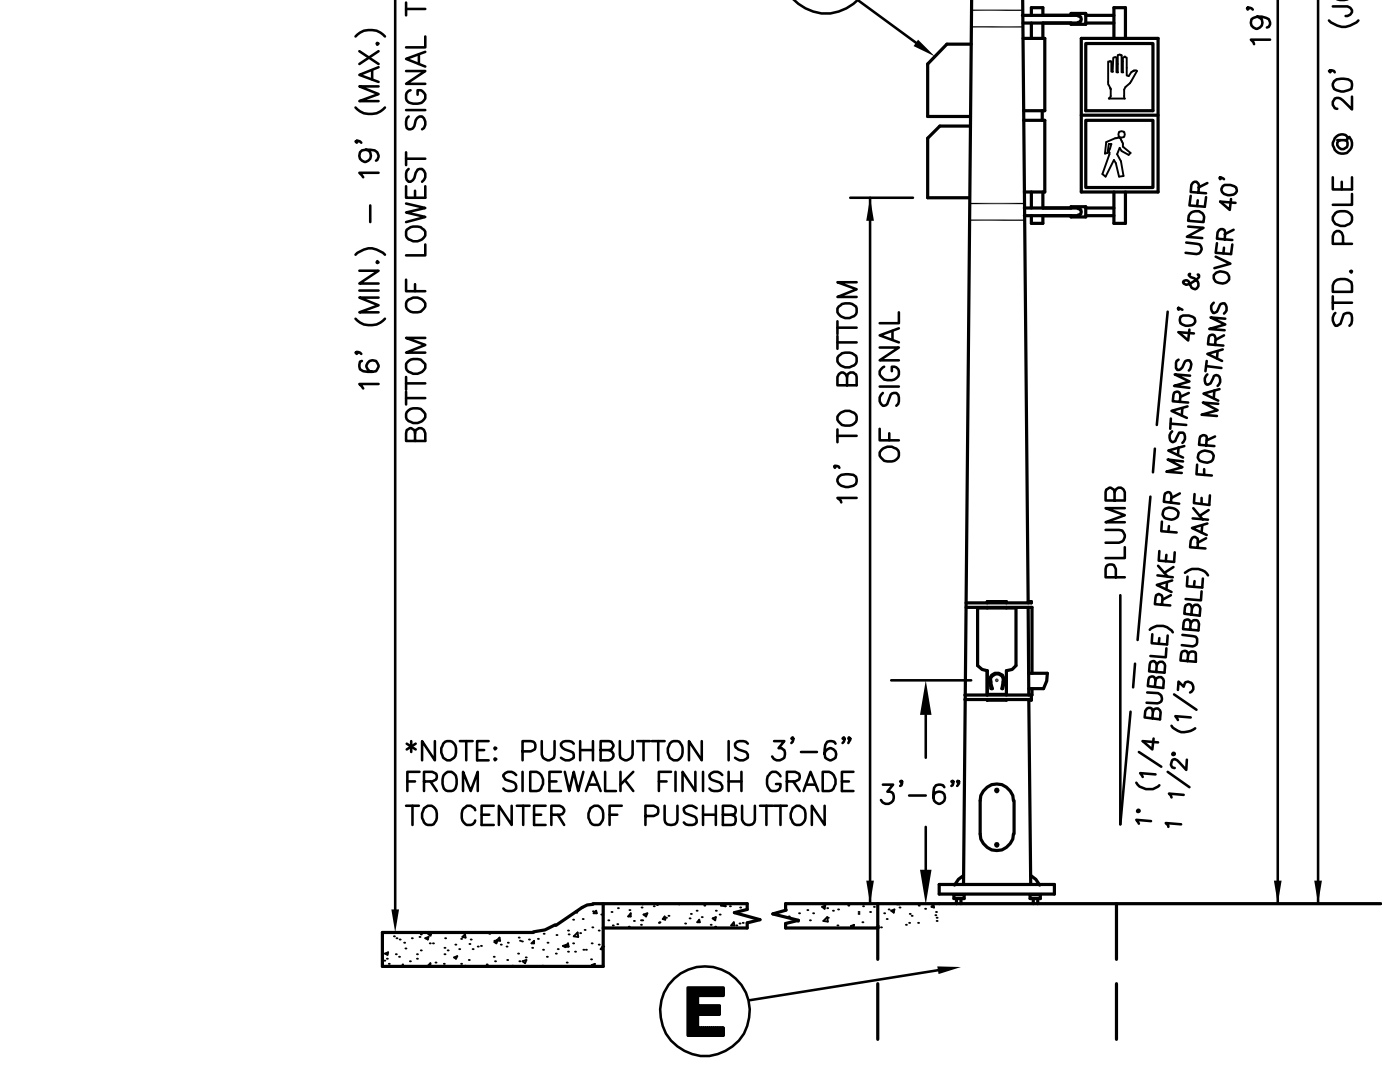 16' (MIN.) – 19' (MAX.)
BOTTOM OF LOWEST SIGNAL T
10' TO BOTTOM
OF SIGNAL
PLUMB
1" (1/4 BUBBLE) RAKE FOR MASTARMS 40' & UNDER
1 1/2" (1/3 BUBBLE) RAKE FOR MASTARMS OVER 40'
19'
STD. POLE @ 20' (J
*NOTE: PUSHBUTTON IS 3'–6"
FROM SIDEWALK FINISH GRADE
TO CENTER OF PUSHBUTTON
3'–6"
E